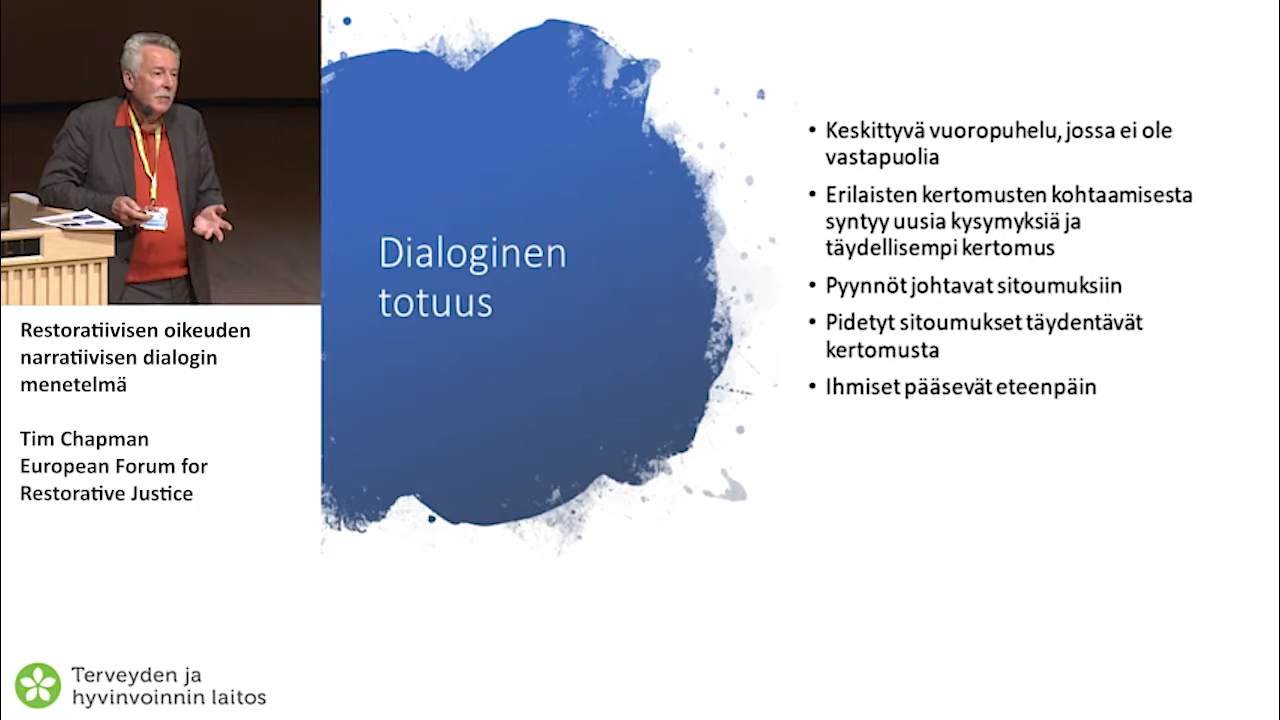 Restoratiivisen oikeuden
narratiivisen dialogin
menetelmä
Tim Chapman
European Forum for
Restorative Justice
Dialoginen
totuus
• Keskittyvä vuoropuhelu, jossa ei ole
vastapuolia
• Erilaisten kertomusten kohtaamisesta
syntyy uusia kysymyksiä ja
täydellisempi kertomus
• Pyynnöt johtavat sitoumuksiin
• Pidetyt sitoumukset täydentävät
kertomusta
• Ihmiset pääsevät eteenpäin
Terveyden ja
hyvinvoinnin laitos